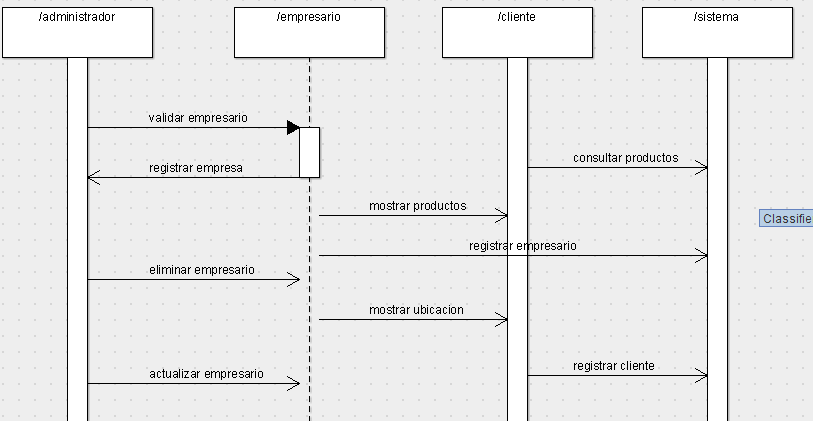 /administrador
/empresario
/cliente
/sistema
validar empresario
consultar productos
registrar empresa
mostrar productos
Classifie
registrar empresario
eliminar empresario
mostrar ubicacion
registrar cliente
actualizar empresario